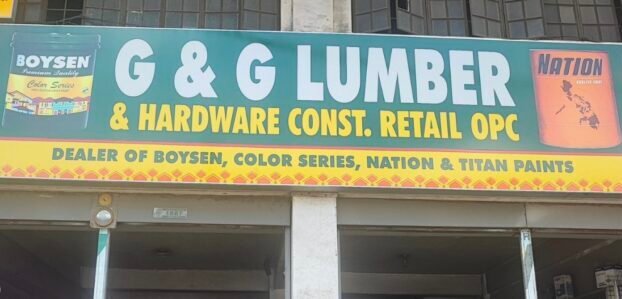 BOYSEN
Premium Quality
Color Series
G & G LUMBER
& HARDWARE CONST. RETAIL OPC
NATION
DEALER OF BOYSEN, COLOR SERIES, NATION & TITAN PAINTS